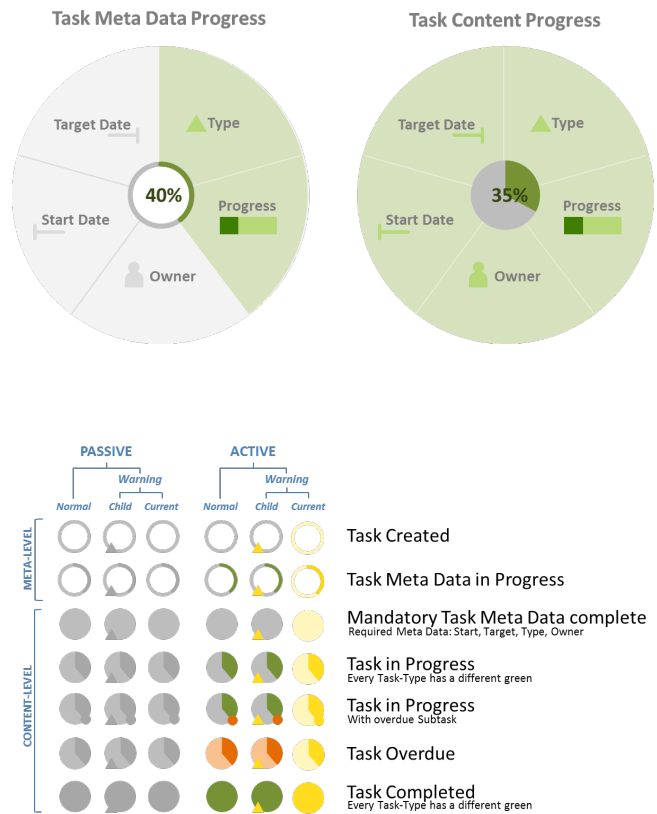 Task Meta Data Progress
Task Content Progress
Target Date
Type
Start Date
40%
Progress
Owner
Target Date
Type
Start Date
35%
Progress
Owner
PASSIVE
ACTIVE
Warning
Warning
Normal
Child
Current
Normal
Child
Current
META-LEVEL
Task Created
Task Meta Data in Progress
CONTENT-LEVEL
Mandatory Task Meta Data complete
Required Meta Data: Start, Target, Type, Owner
Task in Progress
Every Task-Type has a different green
Task in Progress
With overdue Subtask
Task Overdue
Task Completed
Every Task-Type has a different green